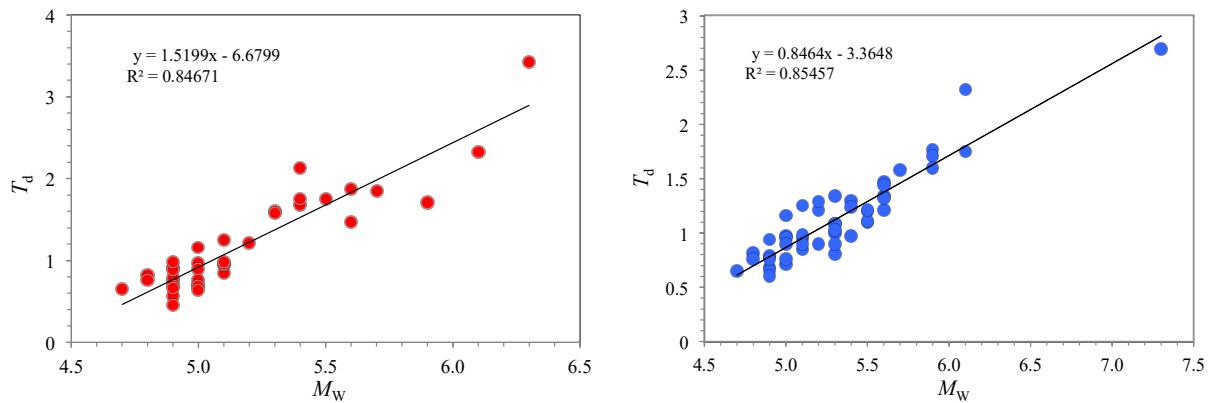 4
3
2
1
0
T_d
y = 1.5199x - 6.6799
R² = 0.84671
4.5 5.0 5.5 6.0 6.5
M_W
3
2.5
2
1.5
1
0.5
0
T_d
y = 0.8464x - 3.3648
R² = 0.85457
4.5 5.0 5.5 6.0 6.5 7.0 7.5
M_W